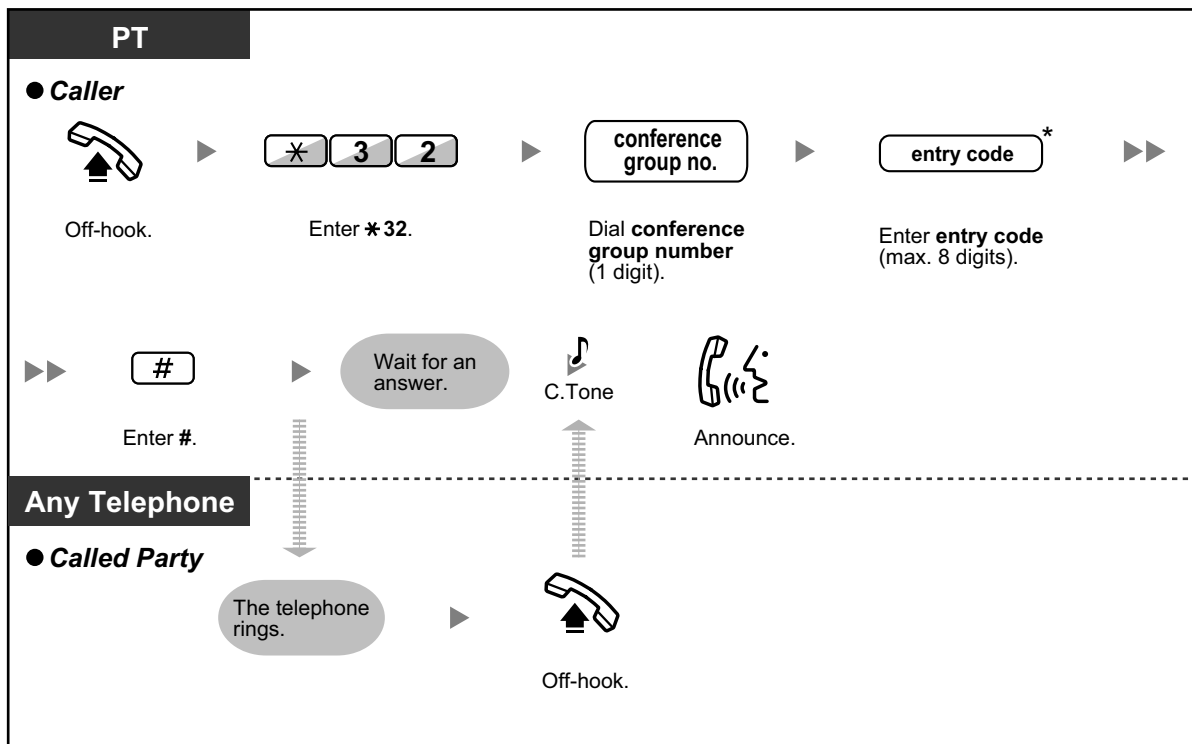 PT
● Caller
✱ 3 2
conference
group no.
entry code *
Off-hook.
Enter ✱32.
Dial conference
group number
(1 digit).
Enter entry code
(max. 8 digits).
#
Wait for an
answer.
C.Tone
Enter #.
Announce.
Any Telephone
● Called Party
The telephone
rings.
Off-hook.